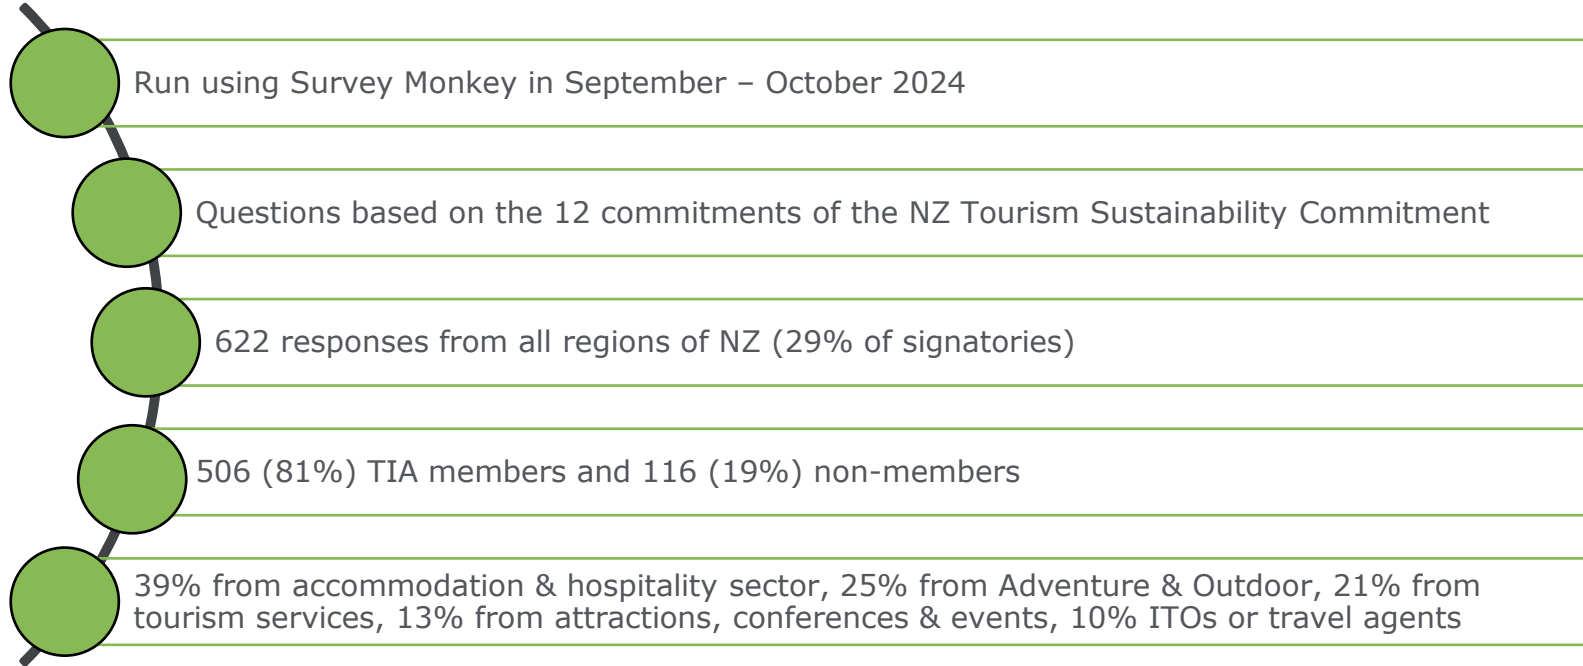 Run using Survey Monkey in September – October 2024
Questions based on the 12 commitments of the NZ Tourism Sustainability Commitment
622 responses from all regions of NZ (29% of signatories)
506 (81%) TIA members and 116 (19%) non-members
39% from accommodation & hospitality sector, 25% from Adventure & Outdoor, 21% from
tourism services, 13% from attractions, conferences & events, 10% ITOs or travel agents